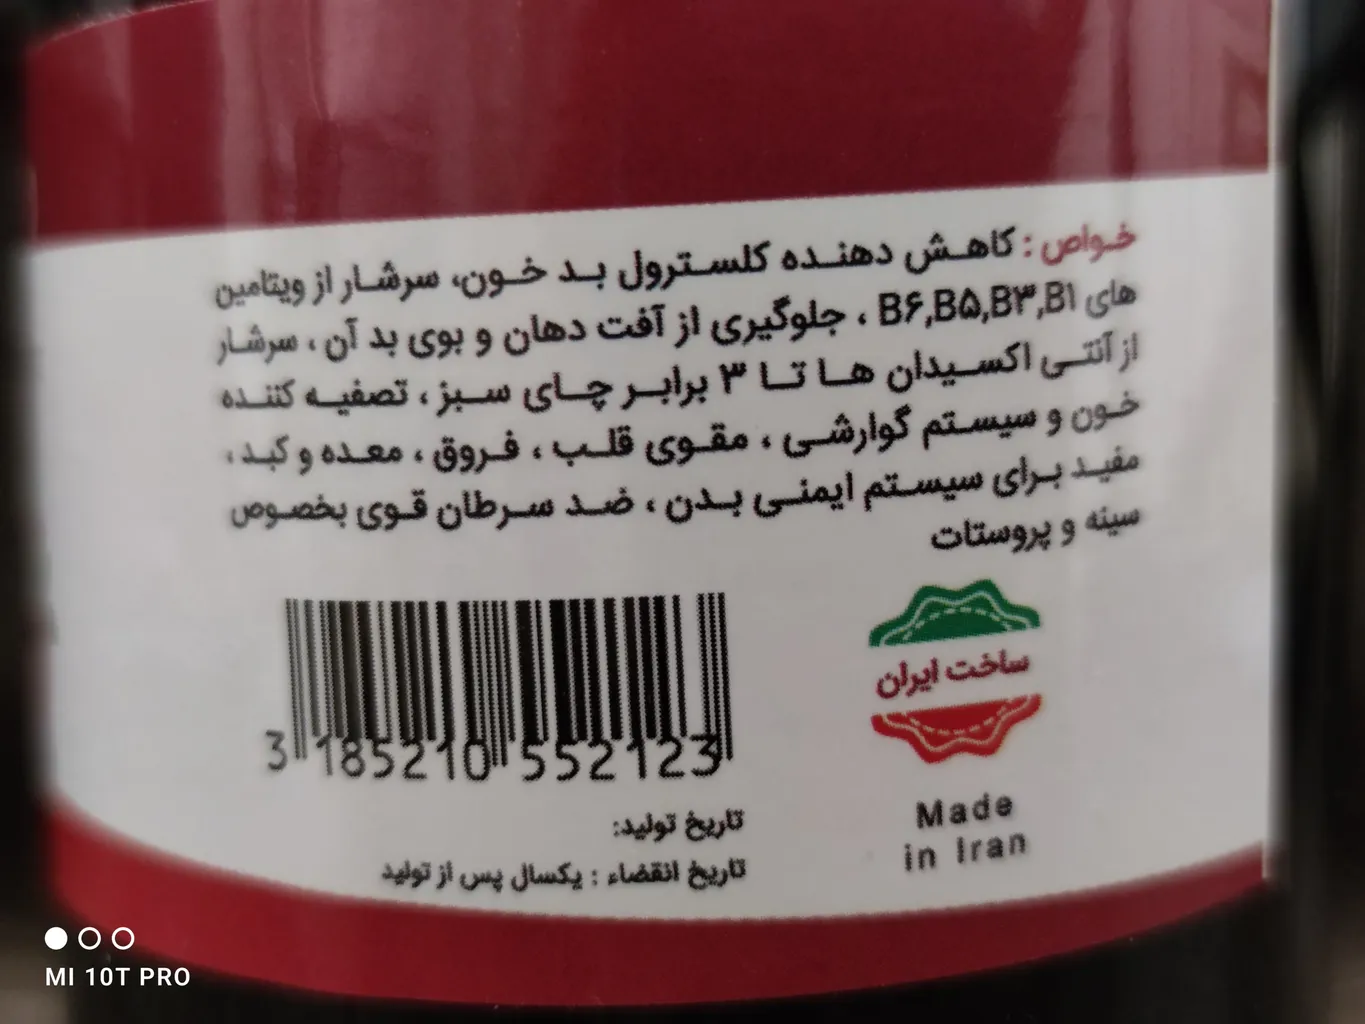 خواص : کاهش دهنده کلسترول بد خون، سرشار از ویتامین
های B۶,B۵,B۳,B۱ ، جلوگیری از آفت دهان و بوی بد آن ، سرشار
از آنتی اکسیدان ها تا ۳ برابر چای سبز ، تصفیه کننده
خون و سیستم گوارشی ، مقوی قلب ، فروق ، معده و کبد ،
مفید برای سیستم ایمنی بدن ، ضد سرطان قوی بخصوص
سینه و پروستات
ساخت ایران
Made
in Iran
3 185210 552123
تاریخ تولید:
تاریخ انقضاء : یکسال پس از تولید
MI 10T PRO